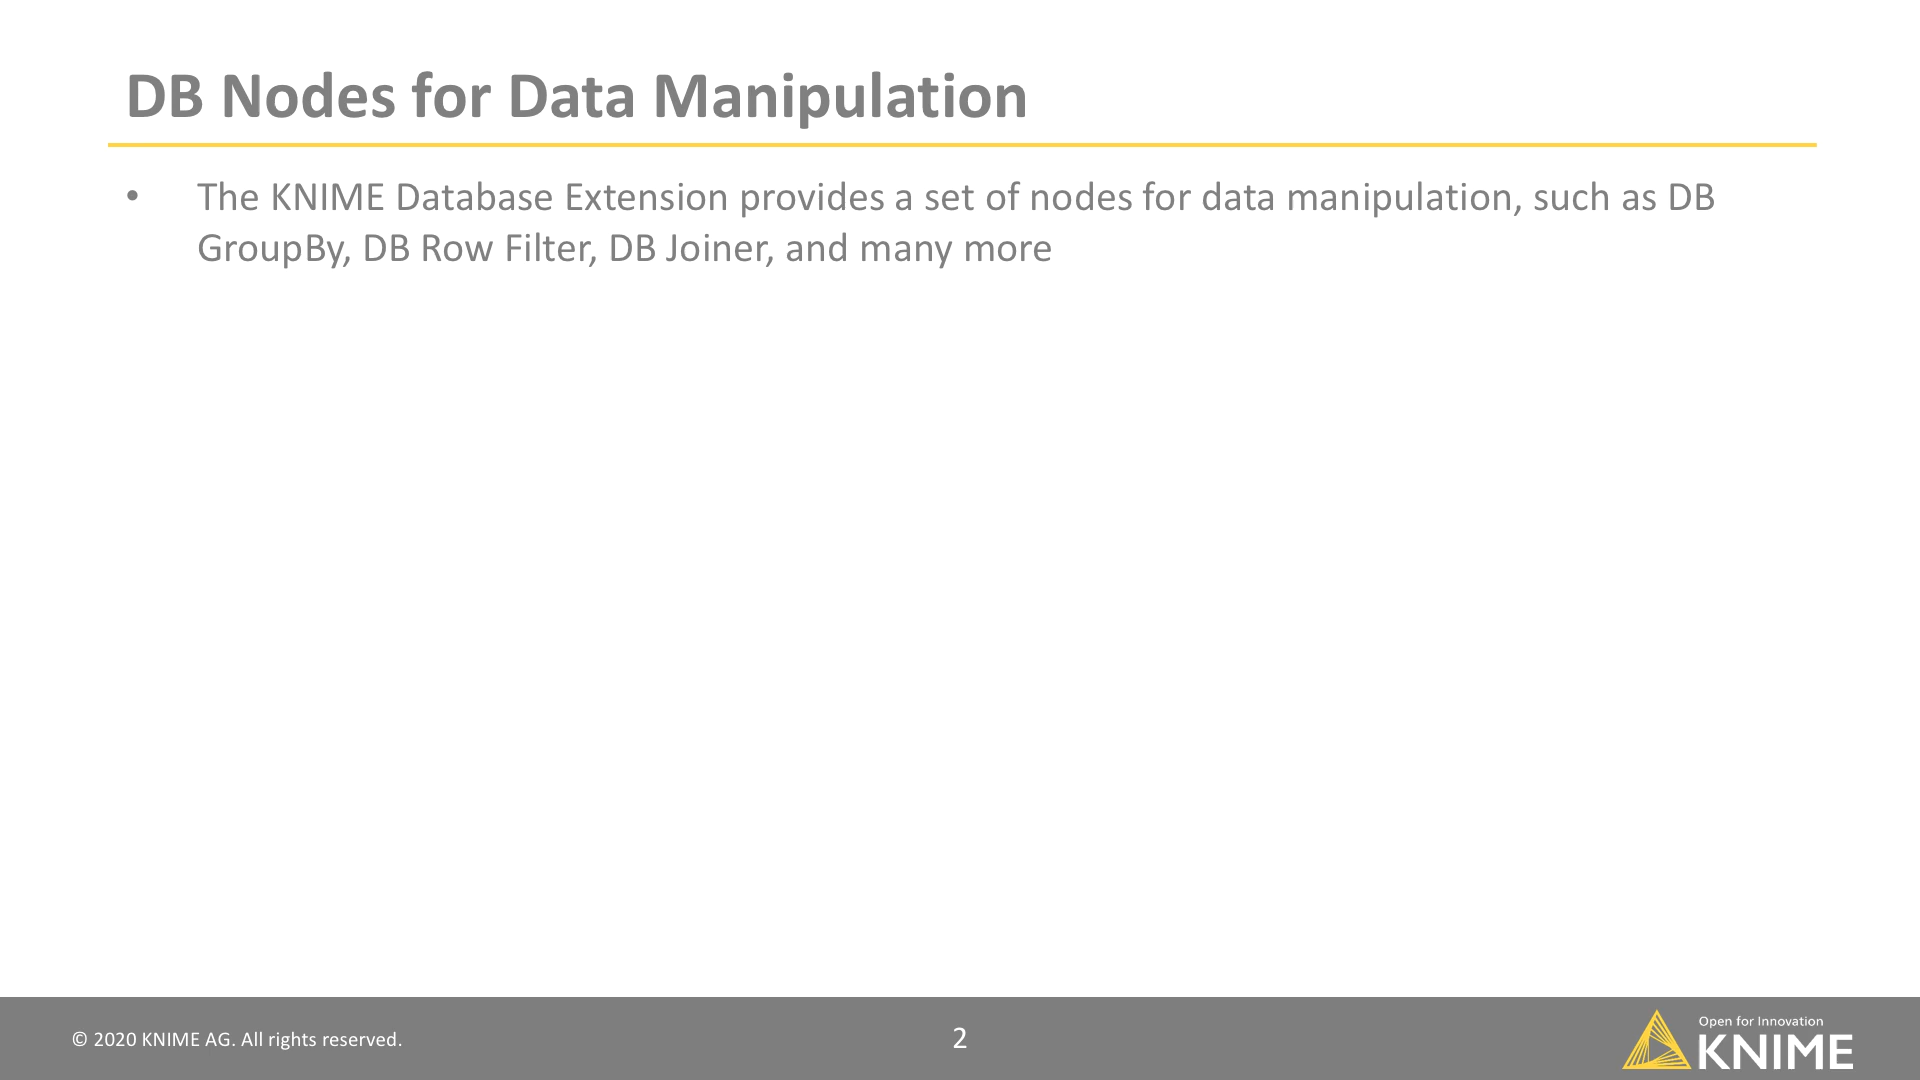 DB Nodes for Data Manipulation
• The KNIME Database Extension provides a set of nodes for data manipulation, such as DB
GroupBy, DB Row Filter, DB Joiner, and many more
© 2020 KNIME AG. All rights reserved.
2
Open for Innovation
KNIME